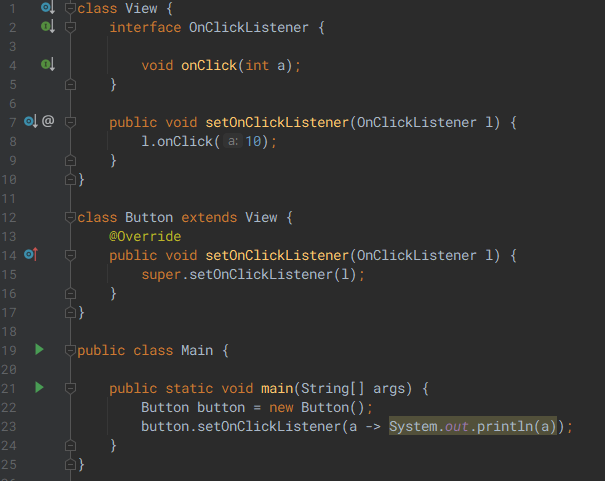 1 class View {
2 interface OnClickListener {
3
4 void onClick(int a);
5 }
6
7 @ public void setOnClickListener(OnClickListener l) {
8 l.onClick( a: 10);
9 }
10 }
11
12 class Button extends View {
13 @Override
14 public void setOnClickListener(OnClickListener l) {
15 super.setOnClickListener(l);
16 }
17 }
18
19 public class Main {
20
21 public static void main(String[] args) {
22 Button button = new Button();
23 button.setOnClickListener(a -> System.out.println(a));
24 }
25 }